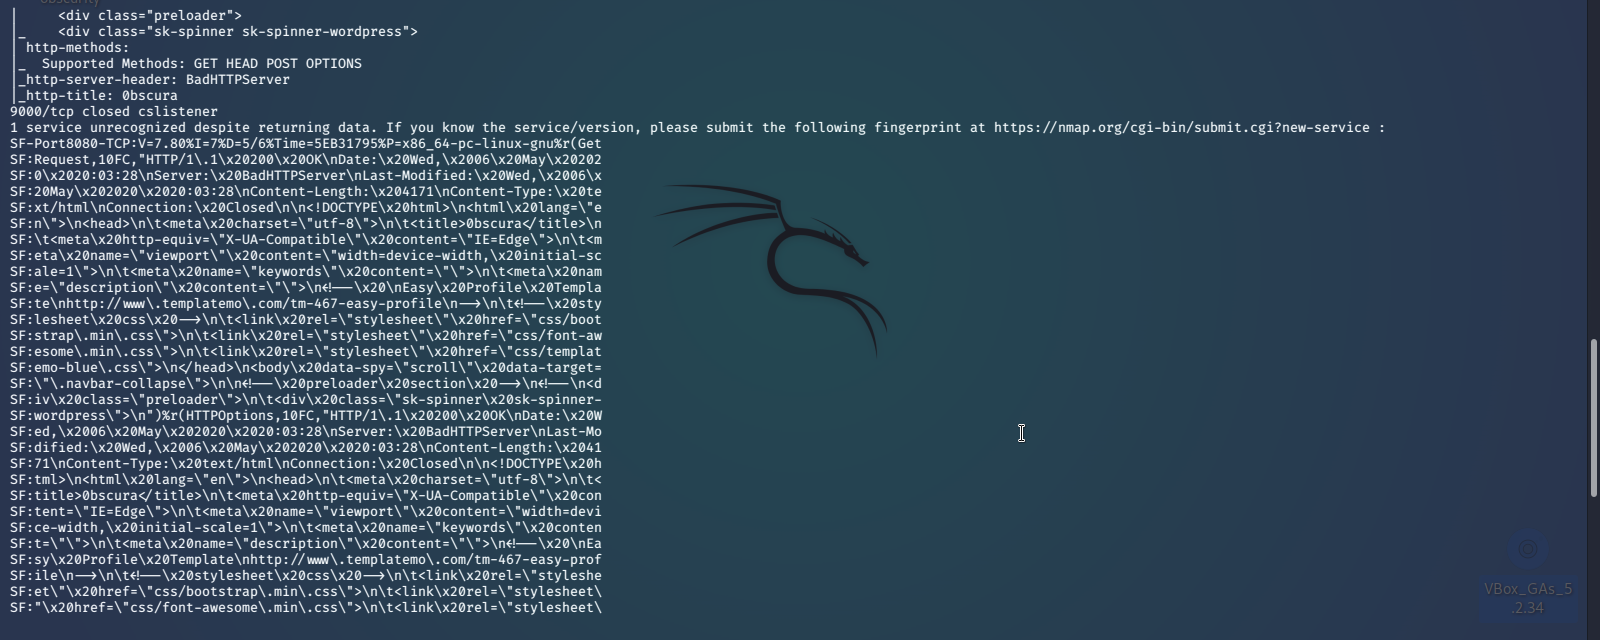 0bscurity
|     <div class="preloader">
|_    <div class="sk-spinner sk-spinner-wordpress">
| http-methods:
|_  Supported Methods: GET HEAD POST OPTIONS
|_http-server-header: BadHTTPServer
|_http-title: 0bscura
9000/tcp closed cslistener
1 service unrecognized despite returning data. If you know the service/version, please submit the following fingerprint at https://nmap.org/cgi-bin/submit.cgi?new-service :
SF-Port8080-TCP:V=7.80%I=7%D=5/6%Time=5EB31795%P=x86_64-pc-linux-gnu%r(Get
SF:Request,10FC,"HTTP/1\.1\x20200\x20OK\nDate:\x20Wed,\x2006\x20May\x20202
SF:0\x2020:03:28\nServer:\x20BadHTTPServer\nLast-Modified:\x20Wed,\x2006\x
SF:20May\x202020\x2020:03:28\nContent-Length:\x204171\nContent-Type:\x20te
SF:xt/html\nConnection:\x20Closed\n\n<!DOCTYPE\x20html>\n<html\x20lang=\"e
SF:n\">\n<head>\n\t<meta\x20charset=\"utf-8\">\n\t<title>0bscura</title>\n
SF:\t<meta\x20http-equiv=\"X-UA-Compatible\"\x20content=\"IE=Edge\">\n\t<m
SF:eta\x20name=\"viewport\"\x20content=\"width=device-width,\x20initial-sc
SF:ale=1\">\n\t<meta\x20name=\"keywords\"\x20content=\"\">\n\t<meta\x20nam
SF:e=\"description\"\x20content=\"\">\n<!--\x20\nEasy\x20Profile\x20Templa
SF:te\nhttp://www\.templatemo\.com/tm-467-easy-profile\n-->\n\t<!--\x20sty
SF:lesheet\x20css\x20-->\n\t<link\x20rel=\"stylesheet\"\x20href=\"css/boot
SF:strap\.min\.css\">\n\t<link\x20rel=\"stylesheet\"\x20href=\"css/font-aw
SF:esome\.min\.css\">\n\t<link\x20rel=\"stylesheet\"\x20href=\"css/templat
SF:emo-blue\.css\">\n</head>\n<body\x20data-spy=\"scroll\"\x20data-target=
SF:\"\.navbar-collapse\">\n\n<!--\x20preloader\x20section\x20-->\n<!--\n<d
SF:iv\x20class=\"preloader\">\n\t<div\x20class=\"sk-spinner\x20sk-spinner-
SF:wordpress\">\n")%r(HTTPOptions,10FC,"HTTP/1\.1\x20200\x20OK\nDate:\x20W
SF:ed,\x2006\x20May\x202020\x2020:03:28\nServer:\x20BadHTTPServer\nLast-Mo
SF:dified:\x20Wed,\x2006\x20May\x202020\x2020:03:28\nContent-Length:\x2041
SF:71\nContent-Type:\x20text/html\nConnection:\x20Closed\n\n<!DOCTYPE\x20h
SF:tml>\n<html\x20lang=\"en\">\n<head>\n\t<meta\x20charset=\"utf-8\">\n\t<
SF:title>0bscura</title>\n\t<meta\x20http-equiv=\"X-UA-Compatible\"\x20con
SF:tent=\"IE=Edge\">\n\t<meta\x20name=\"viewport\"\x20content=\"width=devi
SF:ce-width,\x20initial-scale=1\">\n\t<meta\x20name=\"keywords\"\x20conten
SF:t=\"\">\n\t<meta\x20name=\"description\"\x20content=\"\">\n<!--\x20\nEa
SF:sy\x20Profile\x20Template\nhttp://www\.templatemo\.com/tm-467-easy-prof
SF:ile\n-->\n\t<!--\x20stylesheet\x20css\x20-->\n\t<link\x20rel=\"styleshe
SF:et\"\x20href=\"css/bootstrap\.min\.css\">\n\t<link\x20rel=\"stylesheet\
SF:"\x20href=\"css/font-awesome\.min\.css\">\n\t<link\x20rel=\"stylesheet\
VBox_GAs_5
.2.34